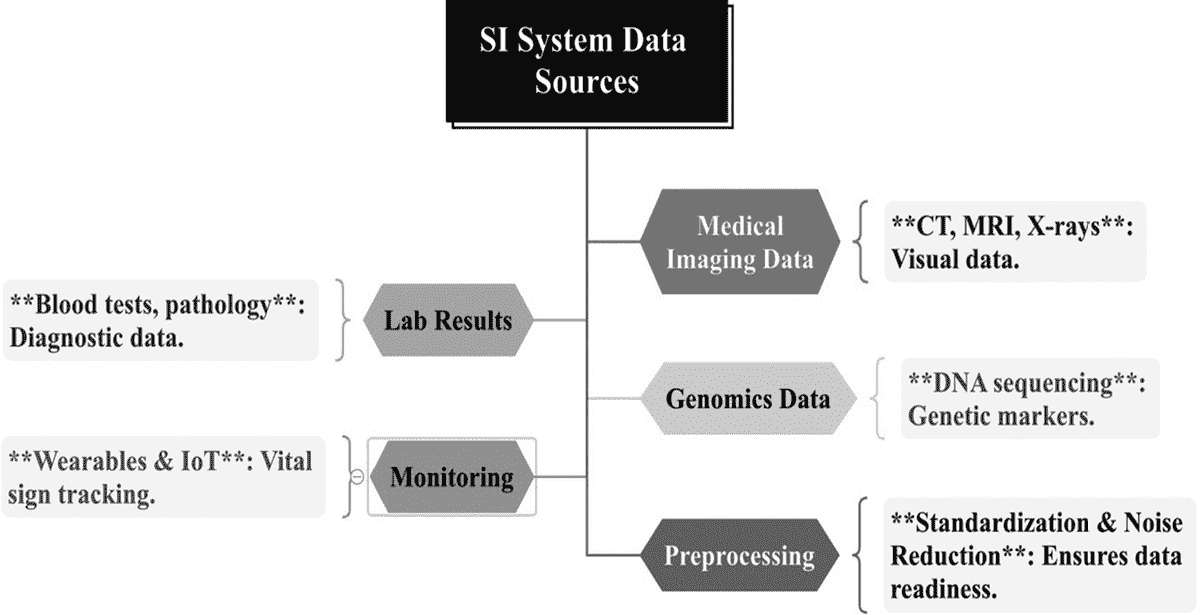 SI System Data
Sources
Medical
Imaging Data
**CT, MRI, X-rays**:
Visual data.
**Blood tests, pathology**:
Diagnostic data.
Lab Results
Genomics Data
**DNA sequencing**:
Genetic markers.
**Wearables & IoT**: Vital
sign tracking.
Monitoring
Preprocessing
**Standardization & Noise
Reduction**: Ensures data
readiness.